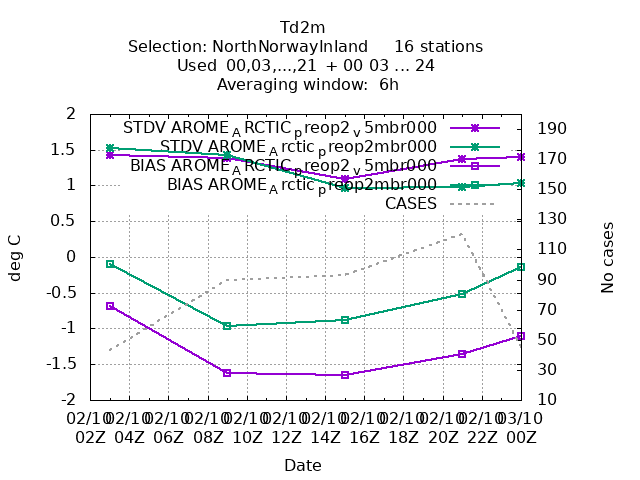 Td2m
Selection: NorthNorwayInland 16 stations
Used 00,03,...,21 + 00 03 ... 24
Averaging window: 6h
STDV AROME_ARCTIC_preop2_v5mbr000
STDV AROME_Arctic_preop2mbr000
BIAS AROME_ARCTIC_preop2_v5mbr000
BIAS AROME_Arctic_preop2mbr000
CASES
2
1.5
1
0.5
0
-0.5
-1
-1.5
-2
deg C
190
170
150
130
110
90
70
50
30
10
No cases
02/10 02/10 02/10 02/10 02/10 02/10 02/10 02/10 02/10 02/10 02/10 03/10
02Z 04Z 06Z 08Z 10Z 12Z 14Z 16Z 18Z 20Z 22Z 00Z
Date